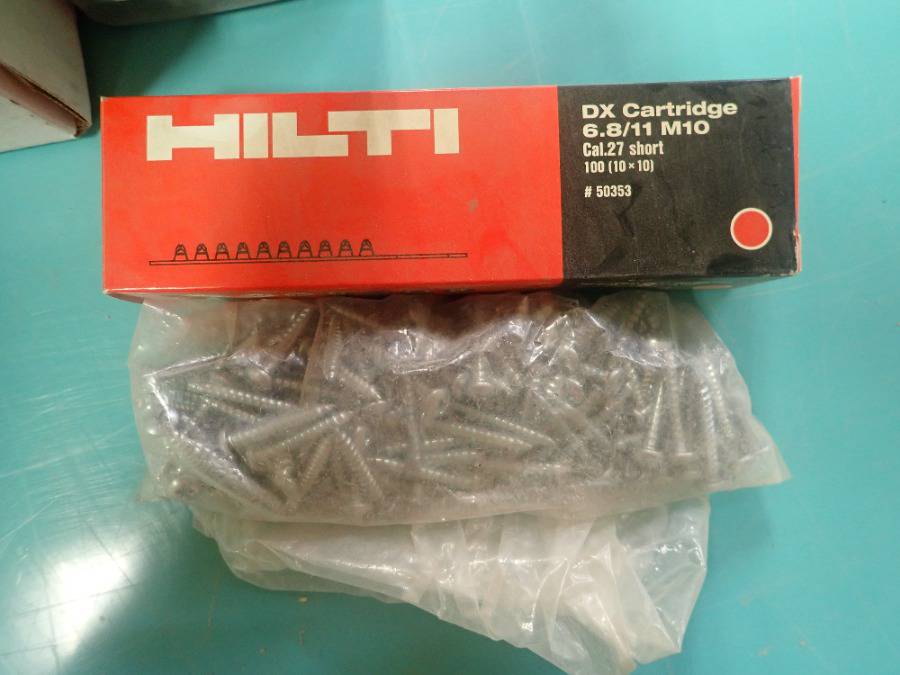 HILTI
DX Cartridge
6.8/11 M10
Cal.27 short
100 (10×10)
# 50353